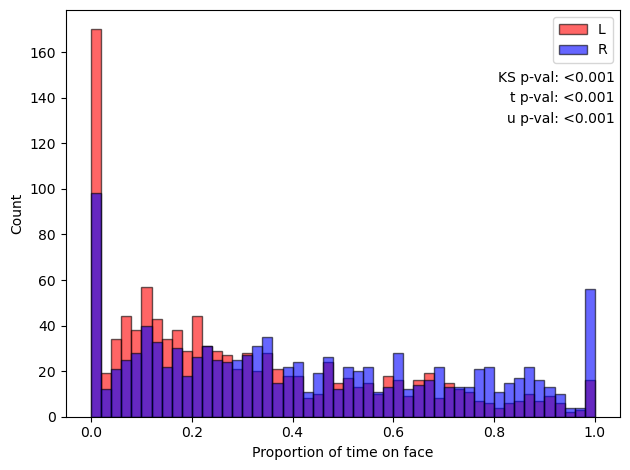 L
R
KS p-val: <0.001
t p-val: <0.001
u p-val: <0.001
160
140
120
100
80
60
40
20
0
Count
0.0 0.2 0.4 0.6 0.8 1.0
Proportion of time on face